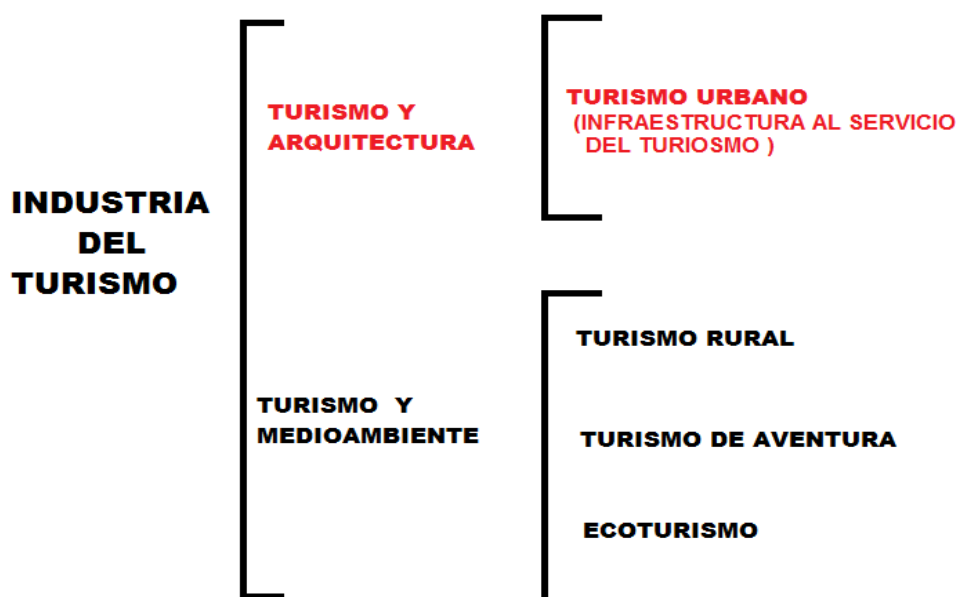 INDUSTRIA
DEL
TURISMO
TURISMO Y
ARQUITECTURA
TURISMO URBANO
(INFRAESTRUCTURA AL SERVICIO
DEL TURIOSMO )
TURISMO Y
MEDIOAMBIENTE
TURISMO RURAL
TURISMO DE AVENTURA
ECOTURISMO